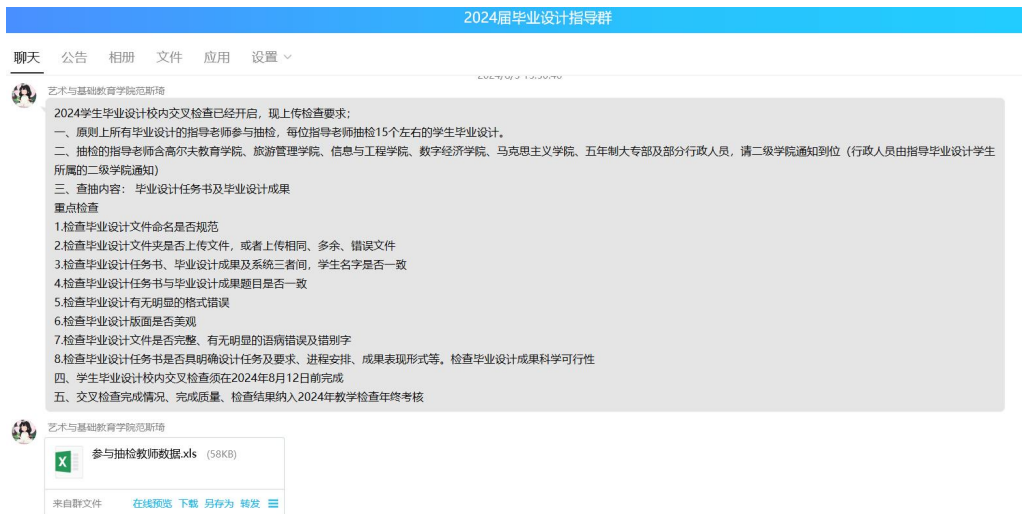 2024届毕业设计指导群
聊天 公告 相册 文件 应用 设置
艺术与基础教育学院范斯琦
2024学生毕业设计校内交叉检查已经开启，现上传检查要求；
一、原则上所有毕业设计的指导老师参与抽检，每位指导老师抽检15个左右的学生毕业设计。
二、抽检的指导老师含高尔夫教育学院、旅游管理学院、信息与工程学院、数字经济学院、马克思主义学院、五年制大专部及部分行政人员，请二级学院通知到位（行政人员由指导毕业设计学生
所属的二级学院通知）
三、查抽内容： 毕业设计任务书及毕业设计成果
重点检查
1.检查毕业设计文件命名是否规范
2.检查毕业设计文件夹是否上传文件，或者上传相同、多余、错误文件
3.检查毕业设计任务书、毕业设计成果及系统三者间，学生名字是否一致
4.检查毕业设计任务书与毕业设计成果题目是否一致
5.检查毕业设计有无明显的格式错误
6.检查毕业设计版面是否美观
7.检查毕业设计文件是否完整、有无明显的语病错误及错别字
8.检查毕业设计任务书是否具明确设计任务及要求、进程安排、成果表现形式等。检查毕业设计成果科学可行性
四、学生毕业设计校内交叉检查须在2024年8月12日前完成
五、交叉检查完成情况、完成质量、检查结果纳入2024年教学检查年终考核
艺术与基础教育学院范斯琦
参与抽检教师数据.xls (58KB)
来自群文件 在线预览 下载 另存为 转发